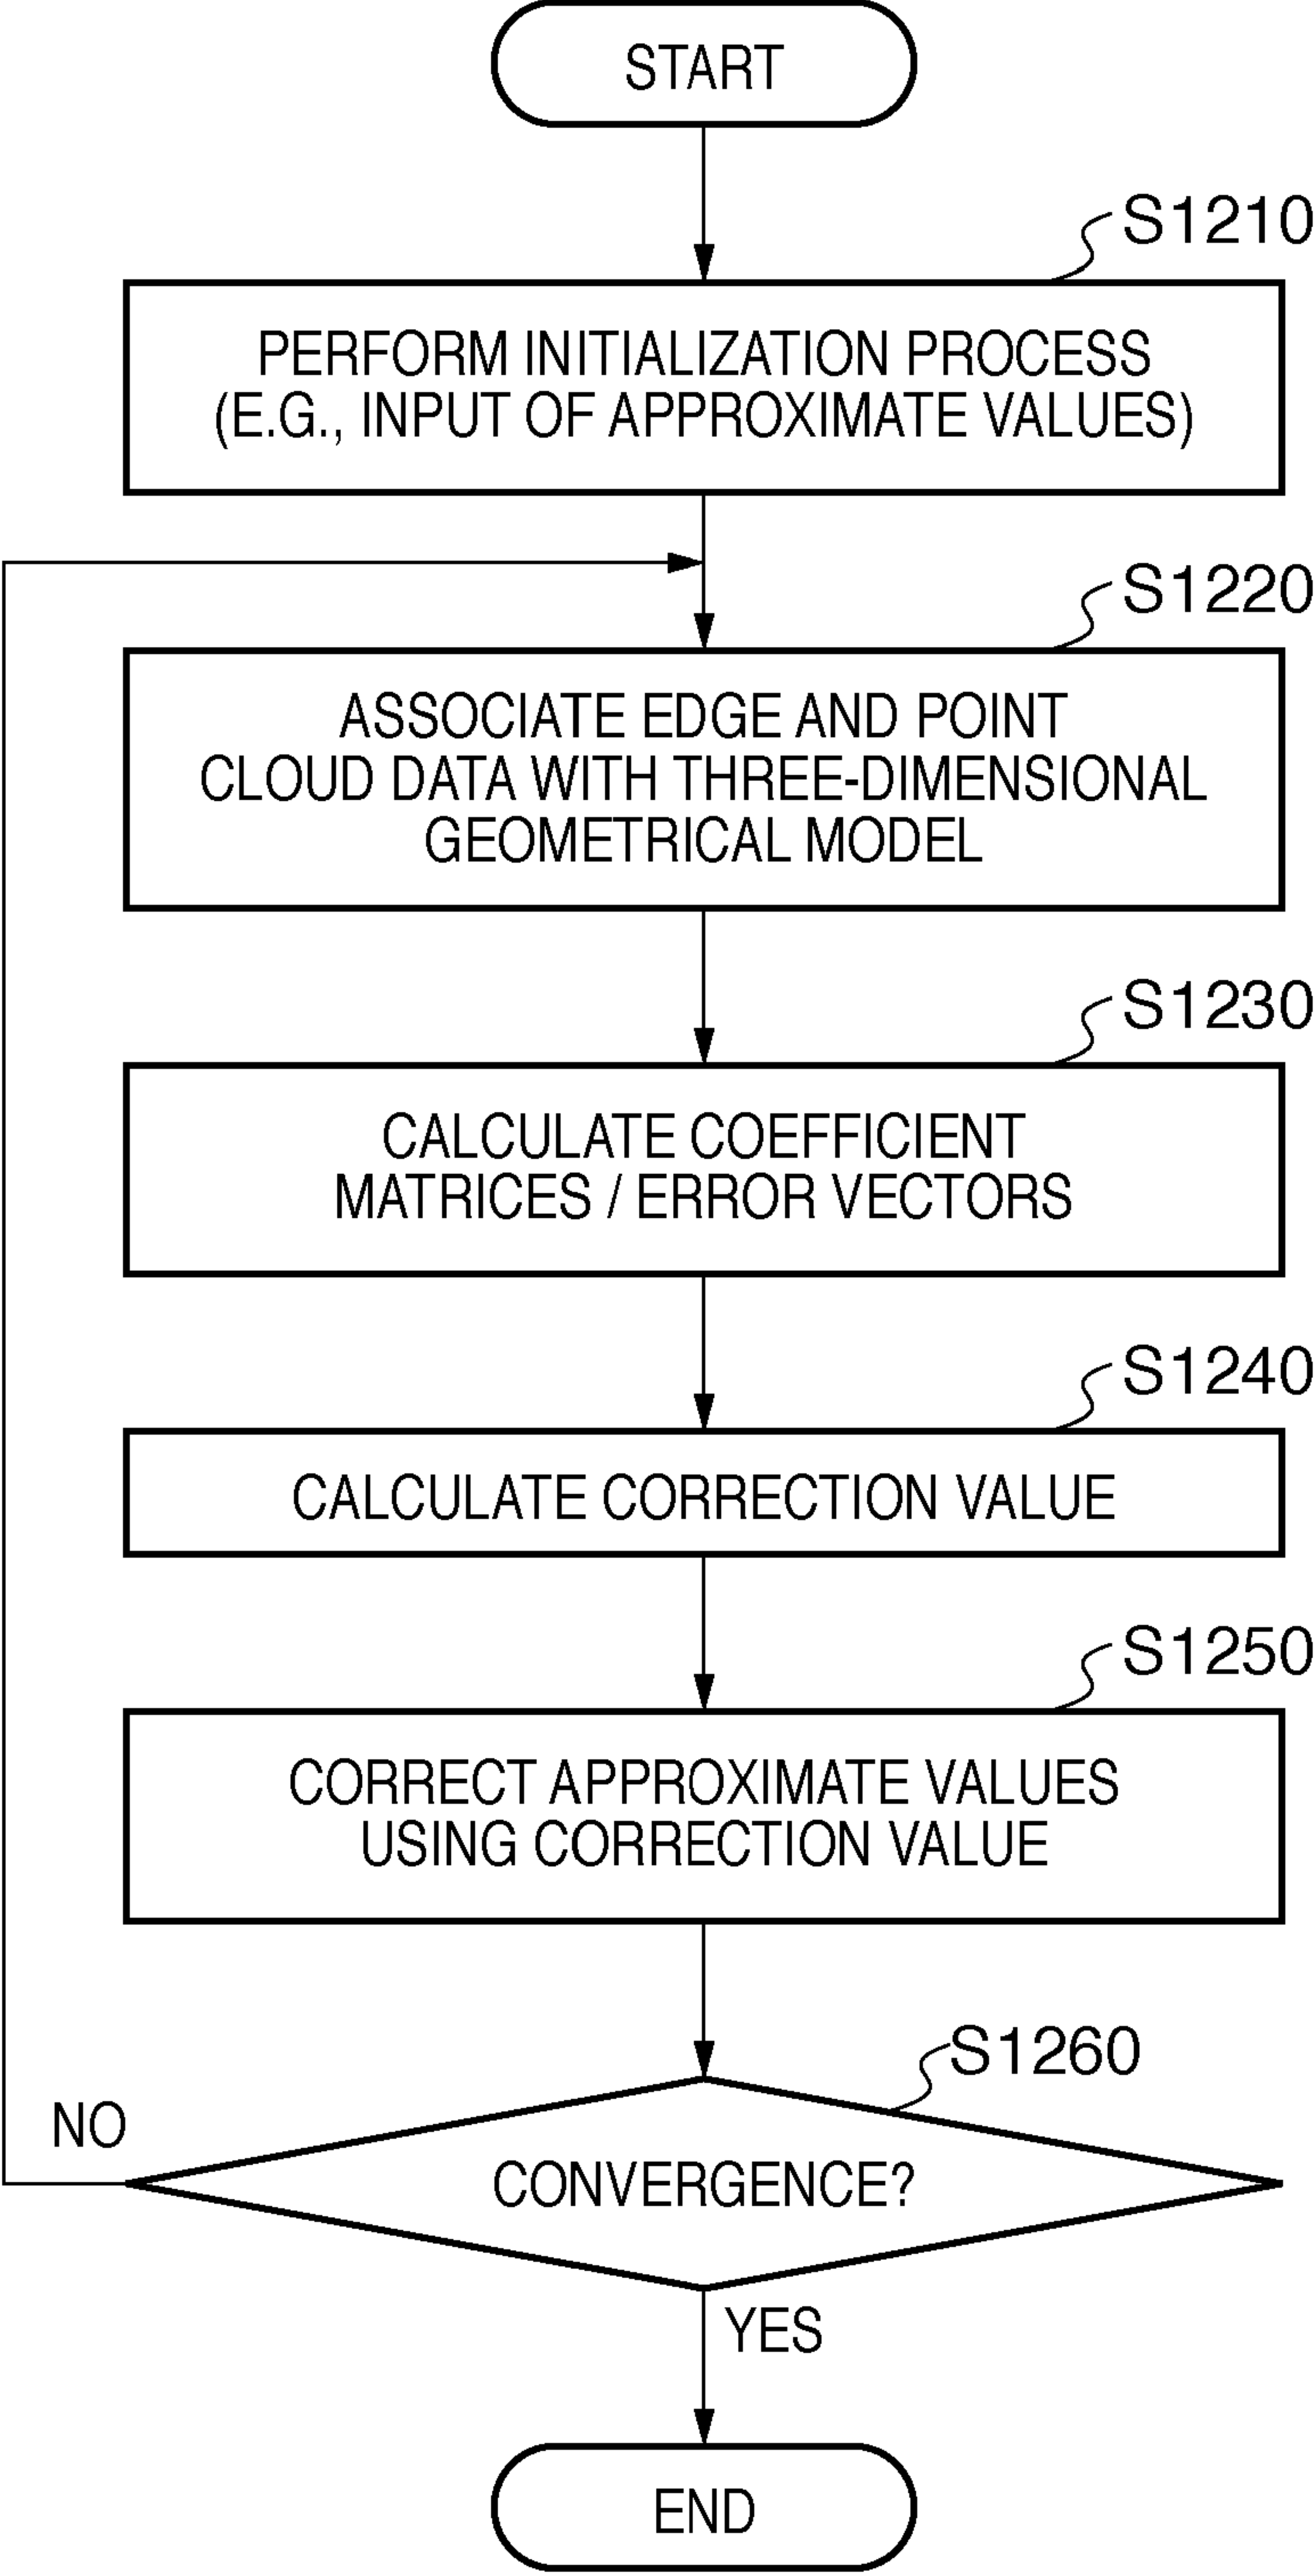 START
S1210
PERFORM INITIALIZATION PROCESS
(E.G., INPUT OF APPROXIMATE VALUES)
S1220
ASSOCIATE EDGE AND POINT
CLOUD DATA WITH THREE-DIMENSIONAL
GEOMETRICAL MODEL
S1230
CALCULATE COEFFICIENT
MATRICES / ERROR VECTORS
S1240
CALCULATE CORRECTION VALUE
S1250
CORRECT APPROXIMATE VALUES
USING CORRECTION VALUE
S1260
NO
CONVERGENCE?
YES
END